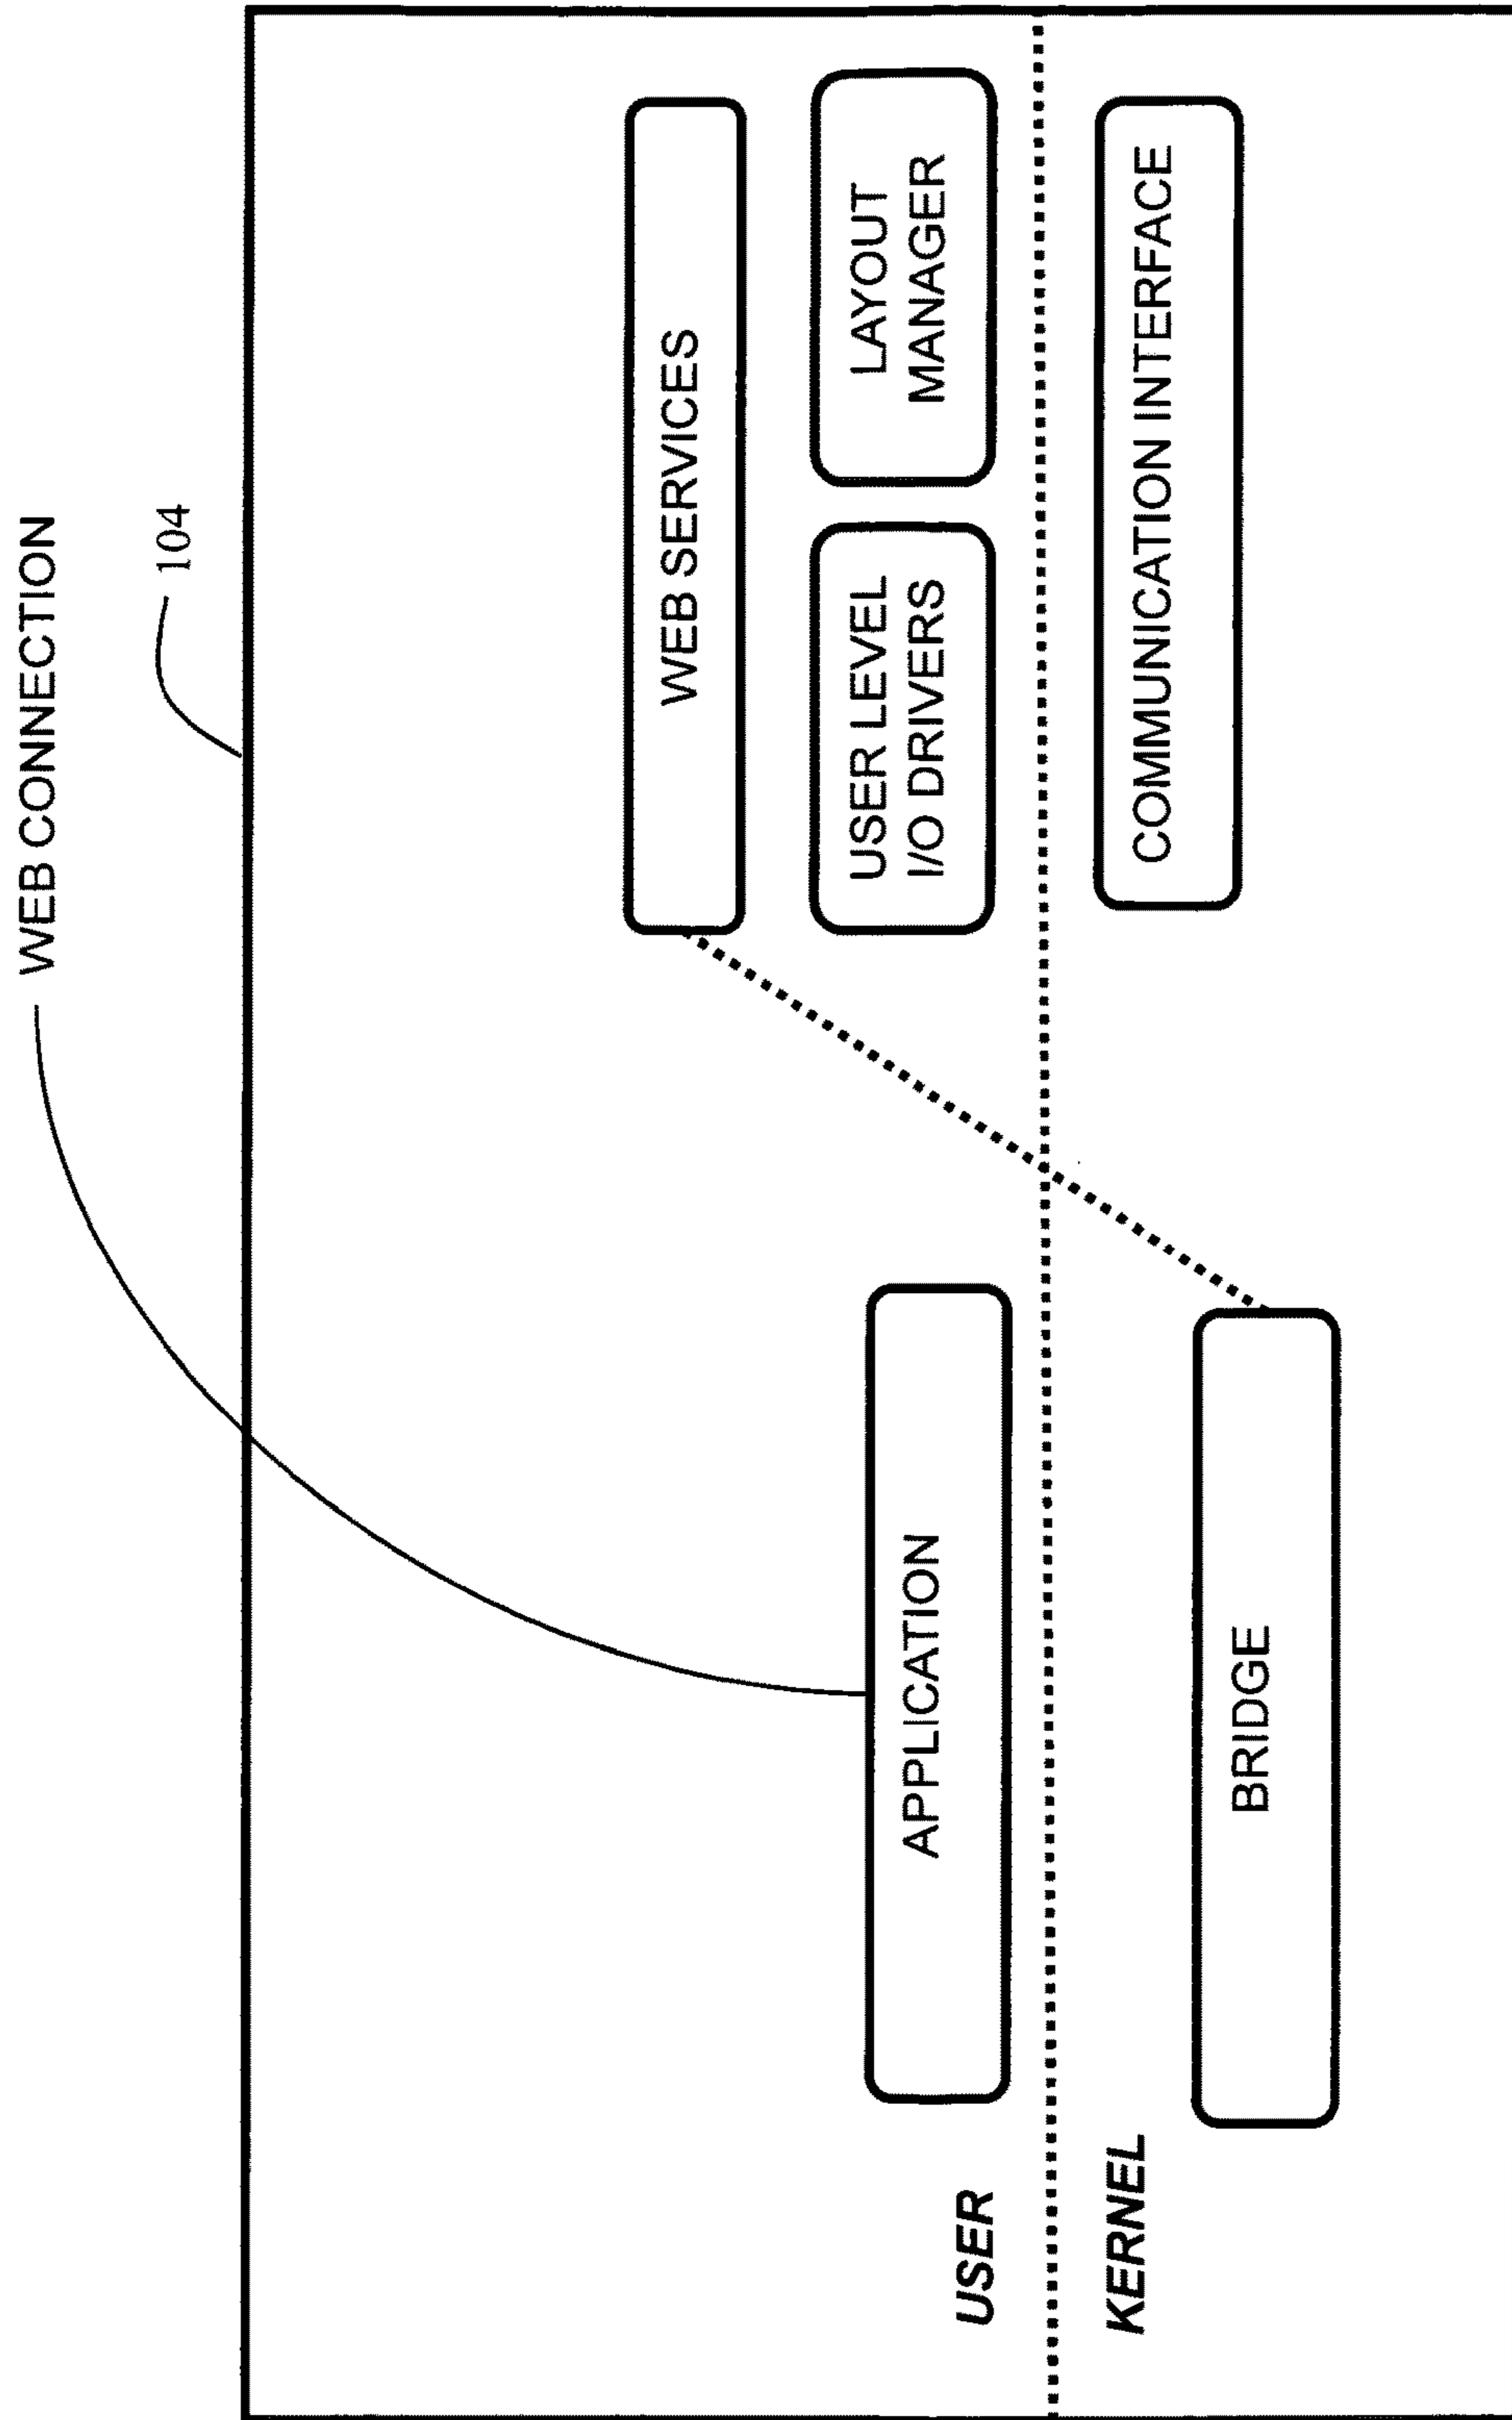 WEB CONNECTION
104
WEB SERVICES
USER LEVEL
I/O DRIVERS
LAYOUT
MANAGER
APPLICATION
USER
KERNEL
COMMUNICATION INTERFACE
BRIDGE